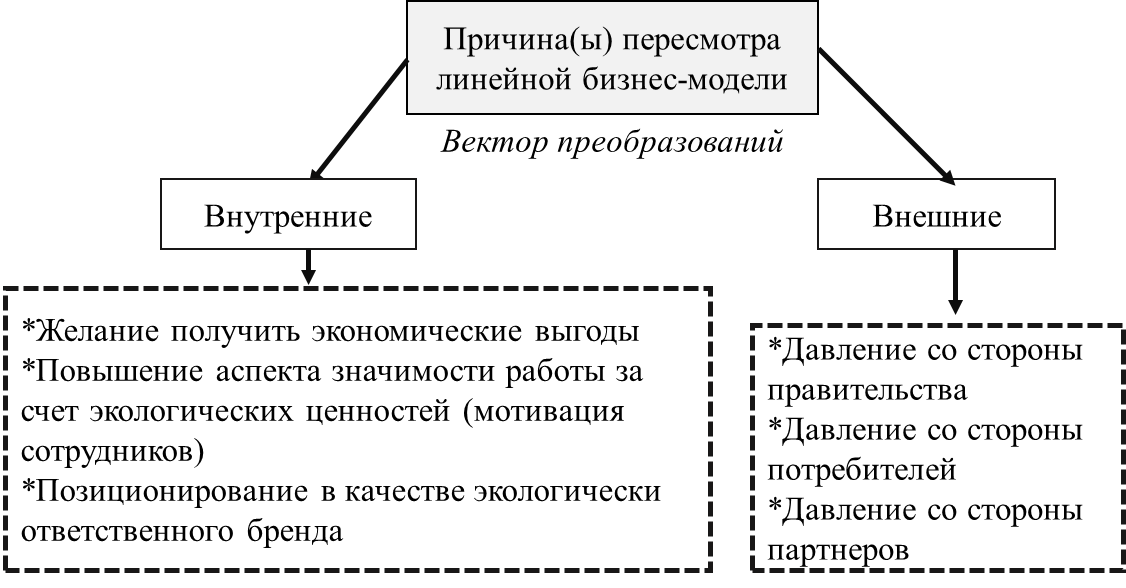 Причина(ы) пересмотра
линейной бизнес-модели
Вектор преобразований
Внутренние
Внешние
*Желание получить экономические выгоды
*Повышение аспекта значимости работы за
счет экологических ценностей (мотивация
сотрудников)
*Позиционирование в качестве экологически
ответственного бренда
*Давление со стороны
правительства
*Давление со стороны
потребителей
*Давление со стороны
партнеров